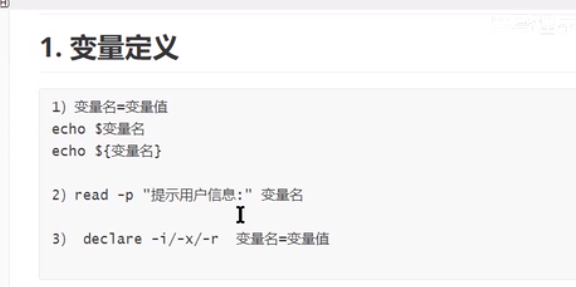 1. 变量定义
1) 变量名=变量值
echo $变量名
echo ${变量名}
2) read -p "提示用户信息:" 变量名
3) declare -i/-x/-r 变量名=变量值